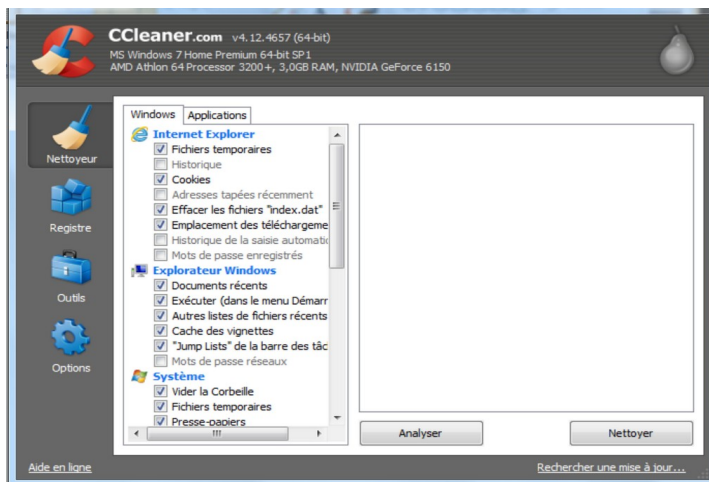 CCleaner.com v4.12.4657 (64-bit)
MS Windows 7 Home Premium 64-bit SP1
AMD Athlon 64 Processor 3200+, 3,0GB RAM, NVIDIA GeForce 6150
Nettoyeur
Registre
Outils
Options
Windows Applications
Internet Explorer
Fichiers temporaires
Historique
Cookies
Adresses tapées récemment
Effacer les fichiers "index.dat"
Emplacement des téléchargeme
Historique de la saisie automatic
Mots de passe enregistrés
Explorateur Windows
Documents récents
Exécuter (dans le menu Démarr
Autres listes de fichiers récents
Cache des vignettes
"Jump Lists" de la barre des tâc
Mots de passe réseaux
Système
Vider la Corbeille
Fichiers temporaires
Presse-papiers
Analyser Nettoyer
Aide en ligne Rechercher une mise à jour...